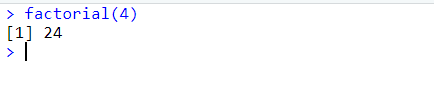 > factorial(4)
[1] 24
>